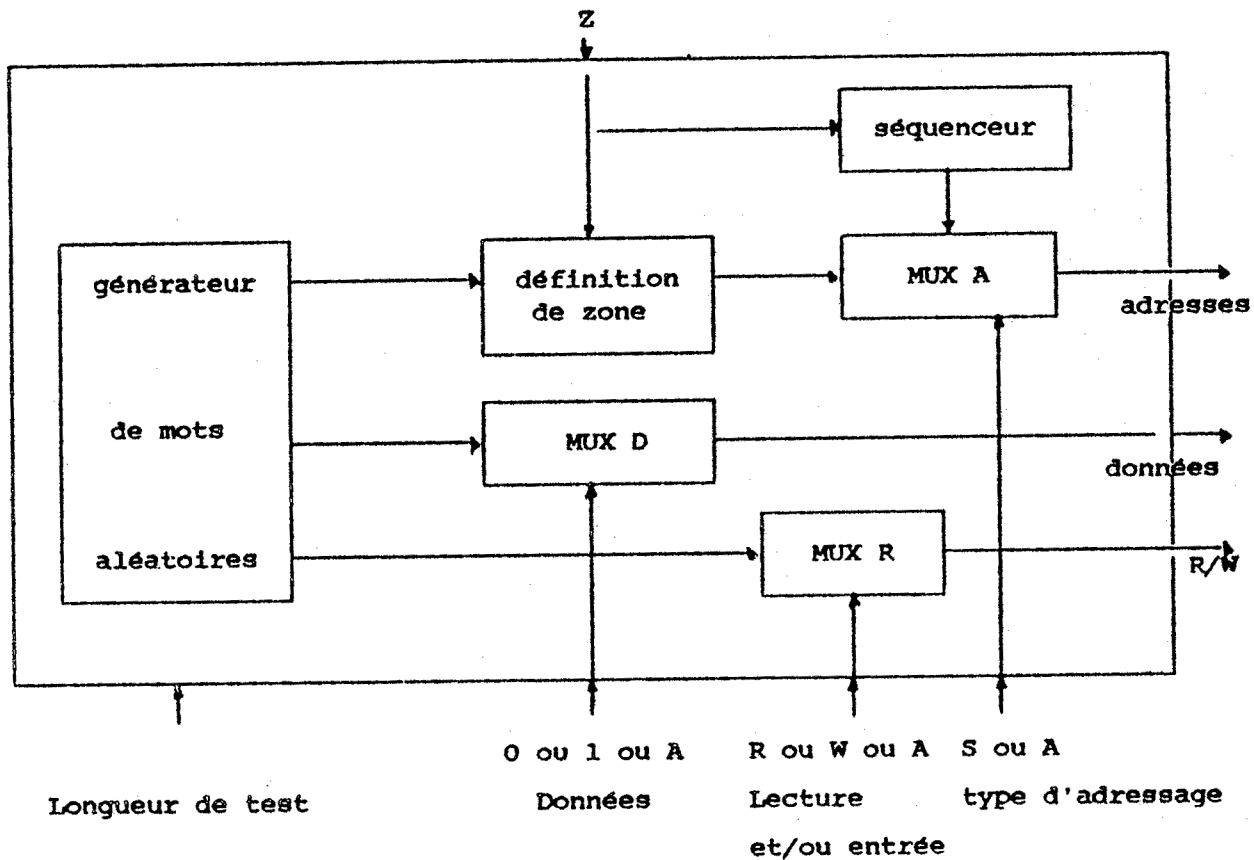 Z
séquenceur
générateur
de mots
aléatoires
définition
de zone
MUX A
adresses
MUX D
données
MUX R
R/W
Longueur de test
0 ou 1 ou A
Données
R ou W ou A
Lecture
et/ou entrée
S ou A
type d'adressage